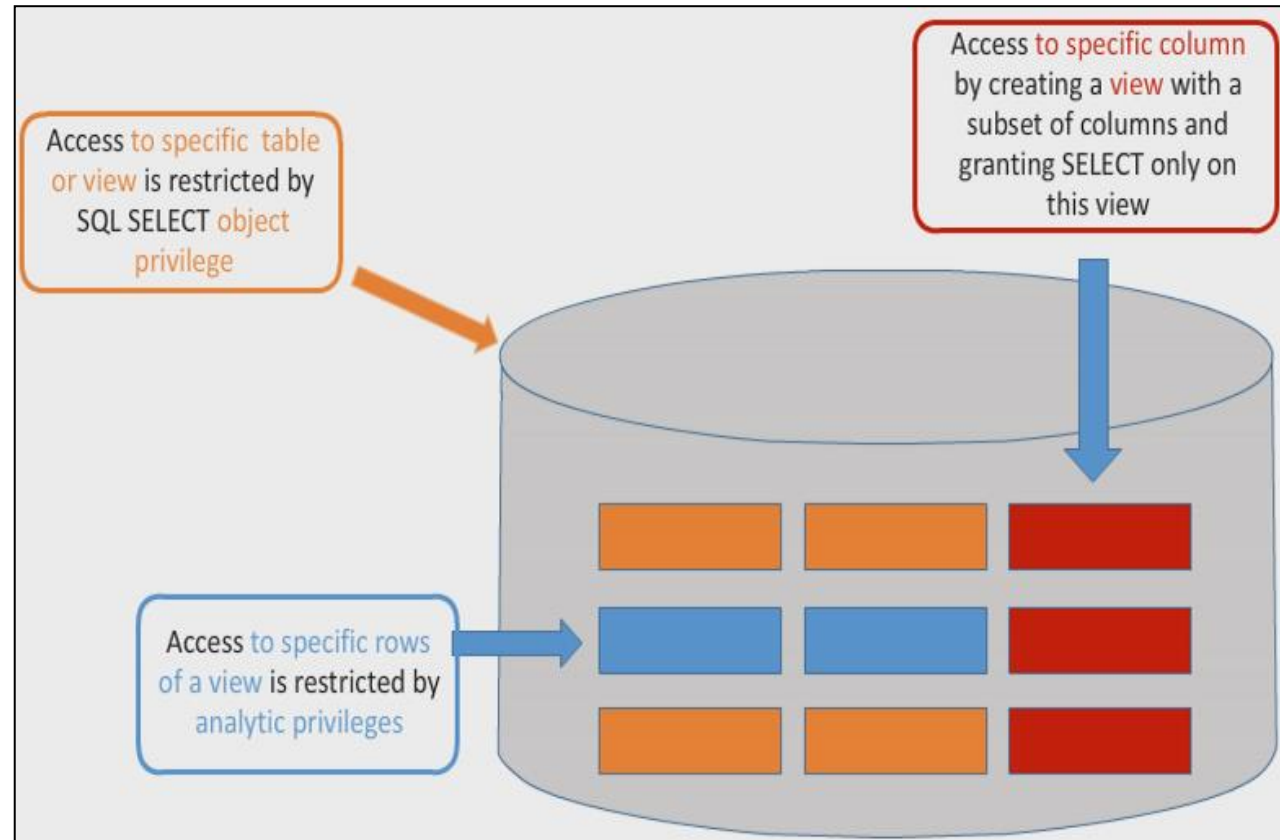 Access to specific table
or view is restricted by
SQL SELECT object
privilege
Access to specific column
by creating a view with a
subset of columns and
granting SELECT only on
this view
Access to specific rows
of a view is restricted by
analytic privileges